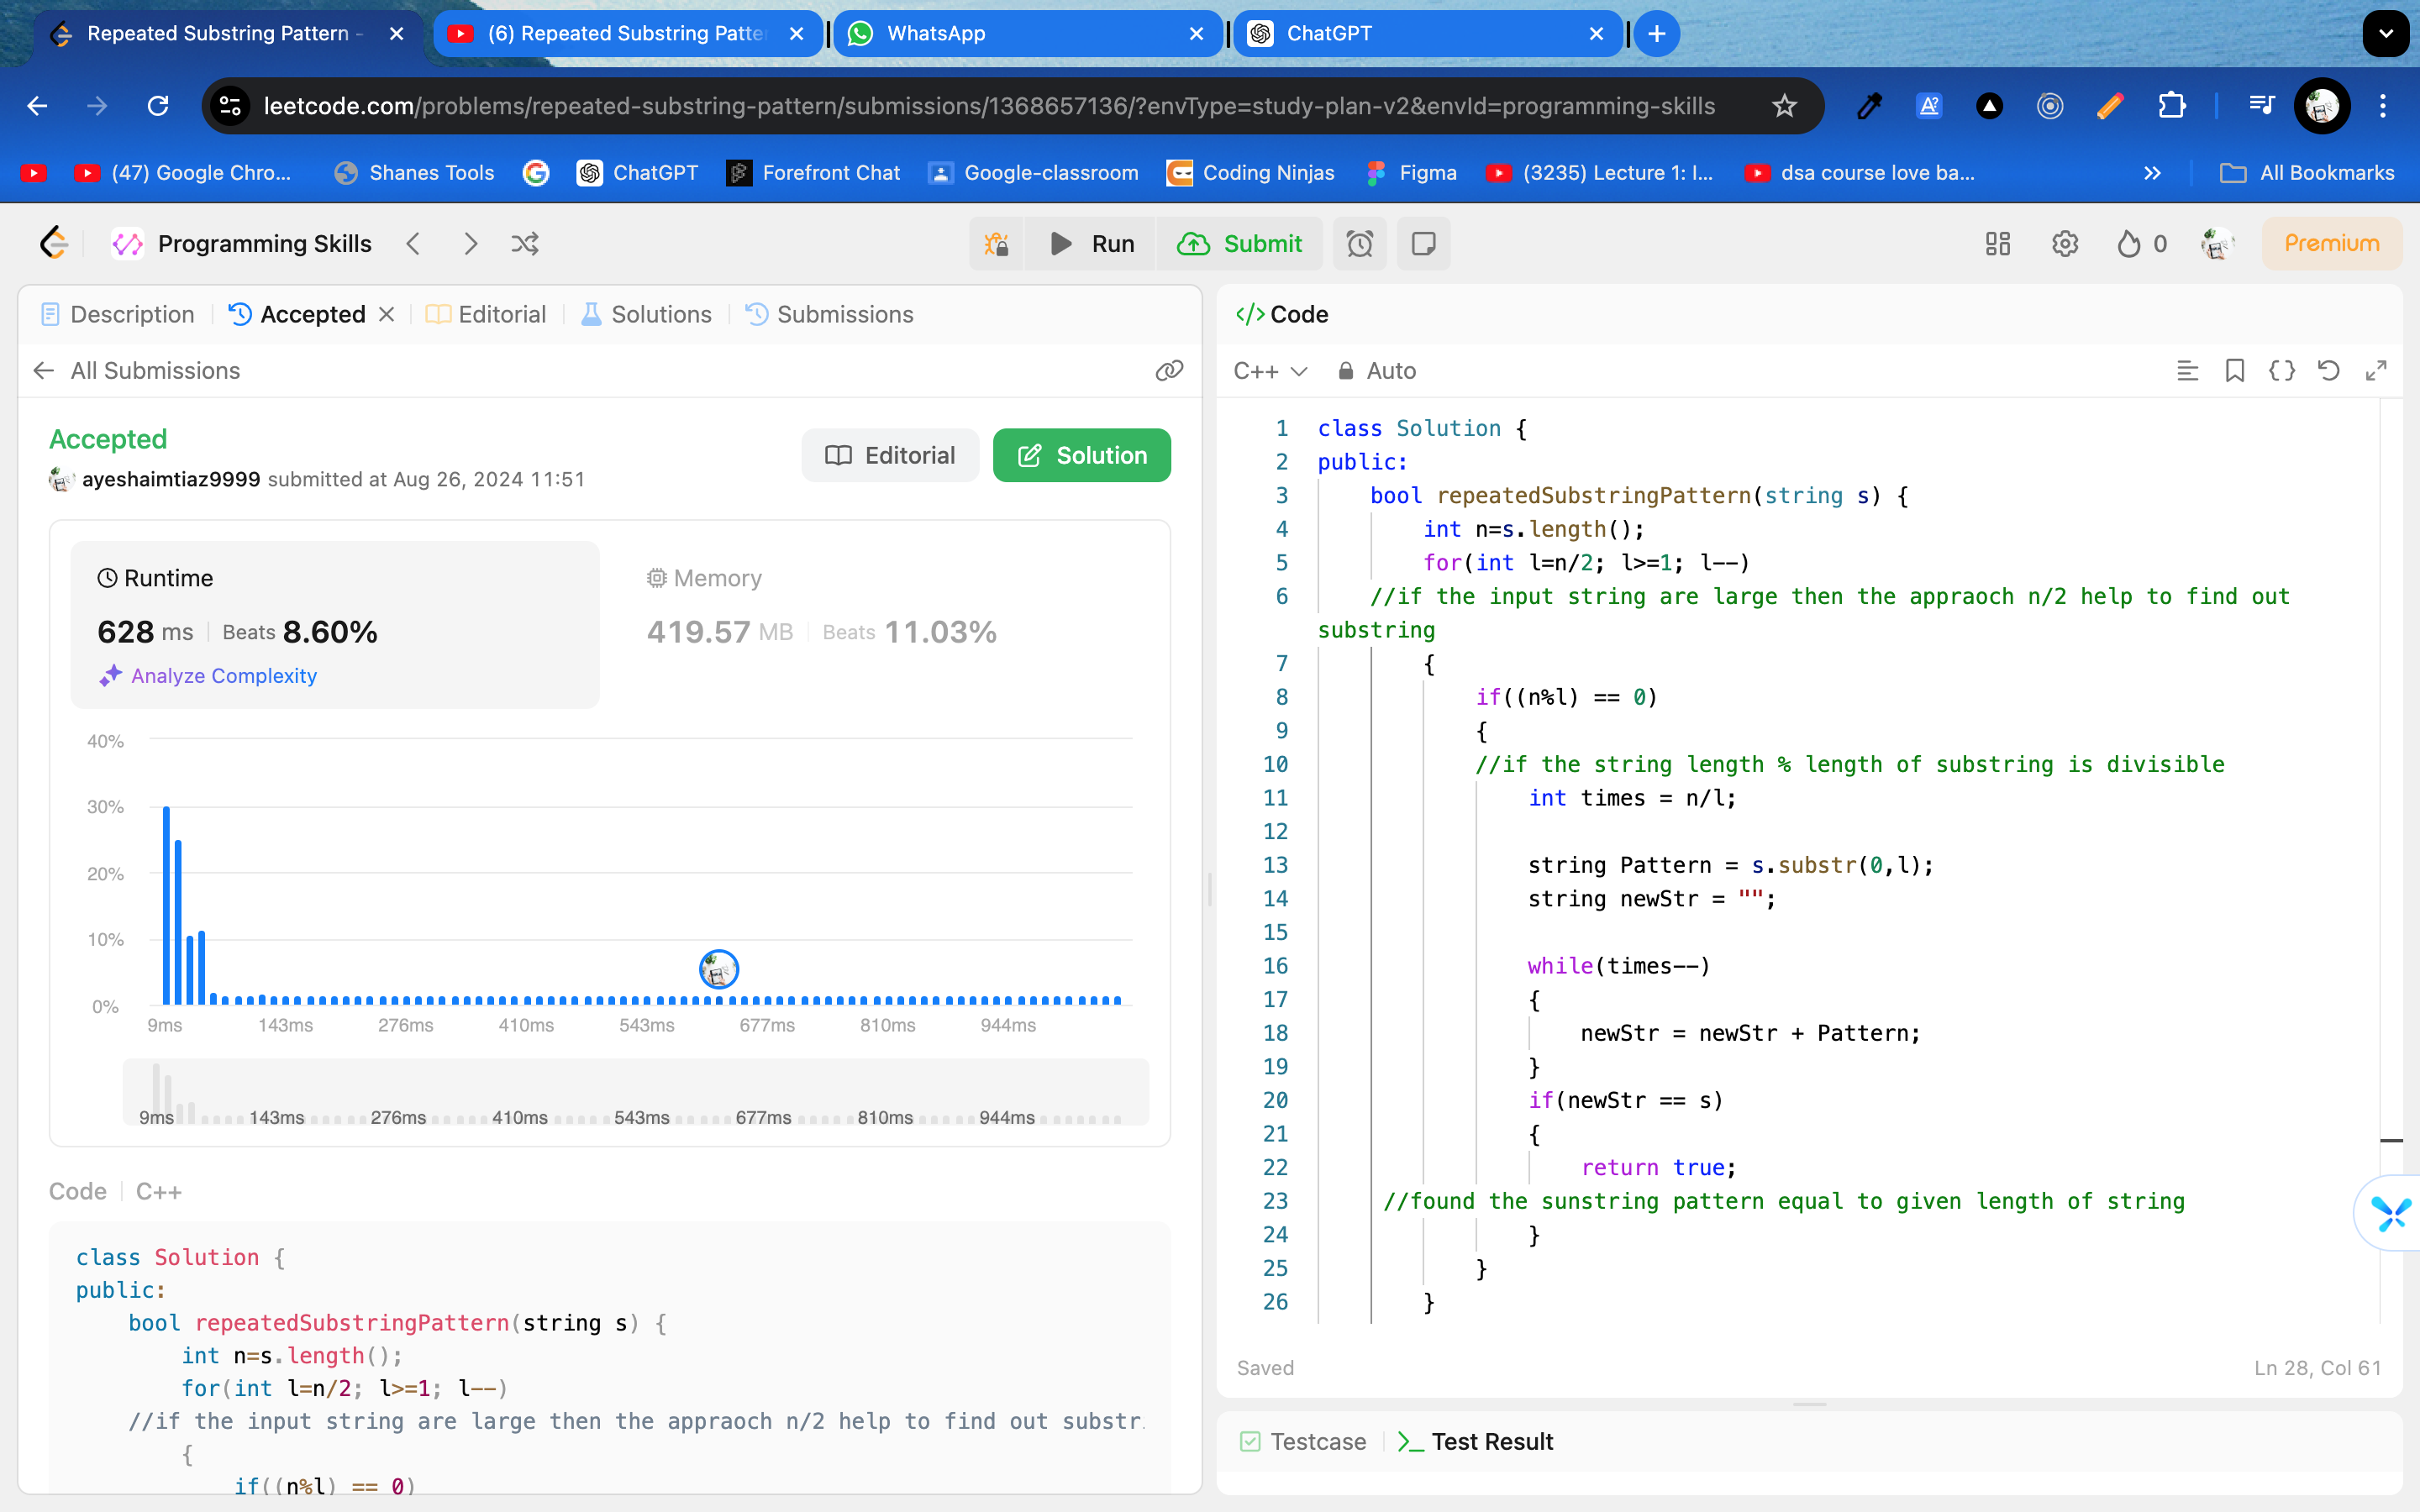 Repeated Substring Pattern -
(6) Repeated Substring Patte
WhatsApp
ChatGPT
leetcode.com/problems/repeated-substring-pattern/submissions/1368657136/?envType=study-plan-v2&envId=programming-skills
(47) Google Chro...
Shanes Tools
ChatGPT
Forefront Chat
Google-classroom
Coding Ninjas
Figma
(3235) Lecture 1: I...
dsa course love ba...
All Bookmarks
Programming Skills
Run
Submit
0
Premium
Description
Accepted
Editorial
Solutions
Submissions
All Submissions
Accepted
ayeshaimtiaz9999 submitted at Aug 26, 2024 11:51
Editorial
Solution
Runtime
628 ms | Beats 8.60%
Analyze Complexity
Memory
419.57 MB | Beats 11.03%
40%
30%
20%
10%
0%
9ms 143ms 276ms 410ms 543ms 677ms 810ms 944ms
9ms 143ms 276ms 410ms 543ms 677ms 810ms 944ms
Code | C++
class Solution {
public:
bool repeatedSubstringPattern(string s) {
int n=s.length();
for(int l=n/2; l>=1; l--)
//if the input string are large then the appraoch n/2 help to find out substr
{
if((n%l) == 0)
</> Code
C++
Auto
1 class Solution {
2 public:
3 bool repeatedSubstringPattern(string s) {
4 int n=s.length();
5 for(int l=n/2; l>=1; l--)
6 //if the input string are large then the appraoch n/2 help to find out
substring
7 {
8 if((n%l) == 0)
9 {
10 //if the string length % length of substring is divisible
11 int times = n/l;
12
13 string Pattern = s.substr(0,l);
14 string newStr = "";
15
16 while(times--)
17 {
18 newStr = newStr + Pattern;
19 }
20 if(newStr == s)
21 {
22 return true;
23 //found the sunstring pattern equal to given length of string
24 }
25 }
26 }
Saved
Ln 28, Col 61
Testcase
Test Result